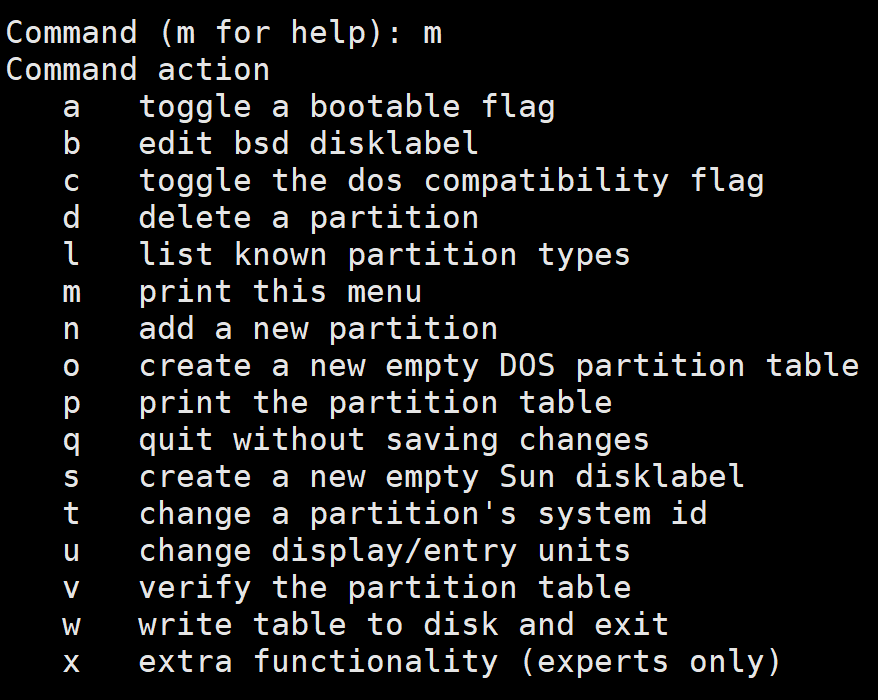 Command (m for help): m
Command action
   a   toggle a bootable flag
   b   edit bsd disklabel
   c   toggle the dos compatibility flag
   d   delete a partition
   l   list known partition types
   m   print this menu
   n   add a new partition
   o   create a new empty DOS partition table
   p   print the partition table
   q   quit without saving changes
   s   create a new empty Sun disklabel
   t   change a partition's system id
   u   change display/entry units
   v   verify the partition table
   w   write table to disk and exit
   x   extra functionality (experts only)